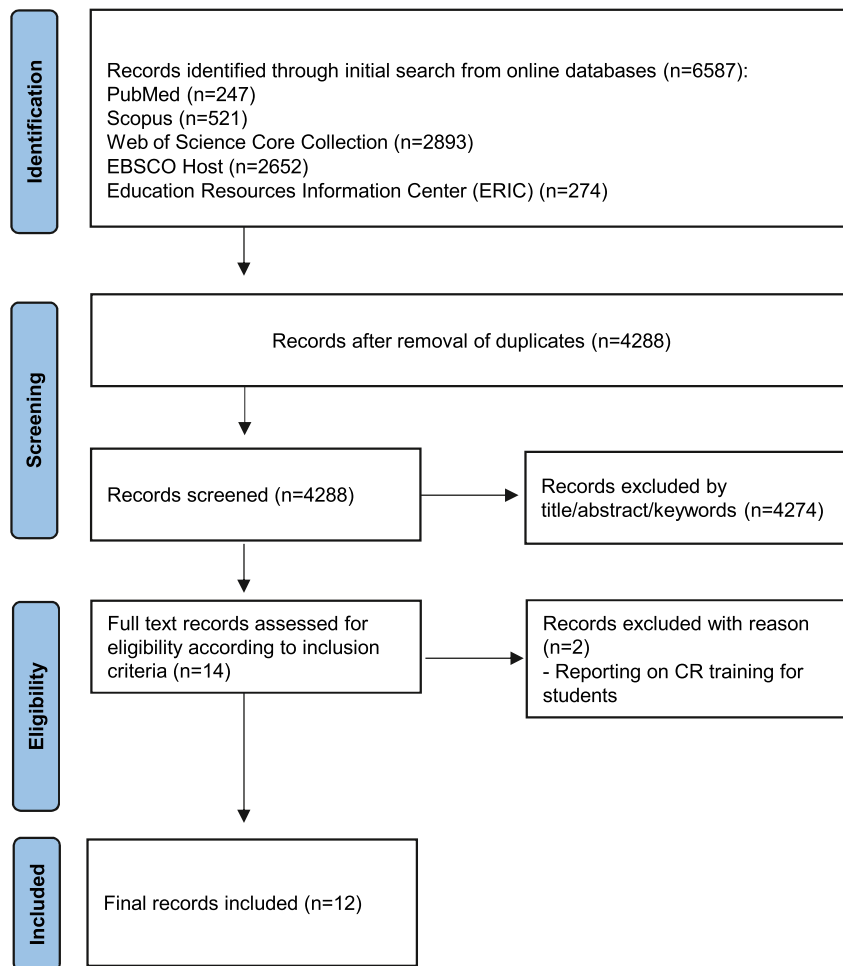 Identification
Records identified through initial search from online databases (n=6587):
PubMed (n=247)
Scopus (n=521)
Web of Science Core Collection (n=2893)
EBSCO Host (n=2652)
Education Resources Information Center (ERIC) (n=274)
Screening
Records after removal of duplicates (n=4288)
Records screened (n=4288)
Records excluded by
title/abstract/keywords (n=4274)
Eligibility
Full text records assessed for
eligibility according to inclusion
criteria (n=14)
Records excluded with reason
(n=2)
- Reporting on CR training for
students
Included
Final records included (n=12)